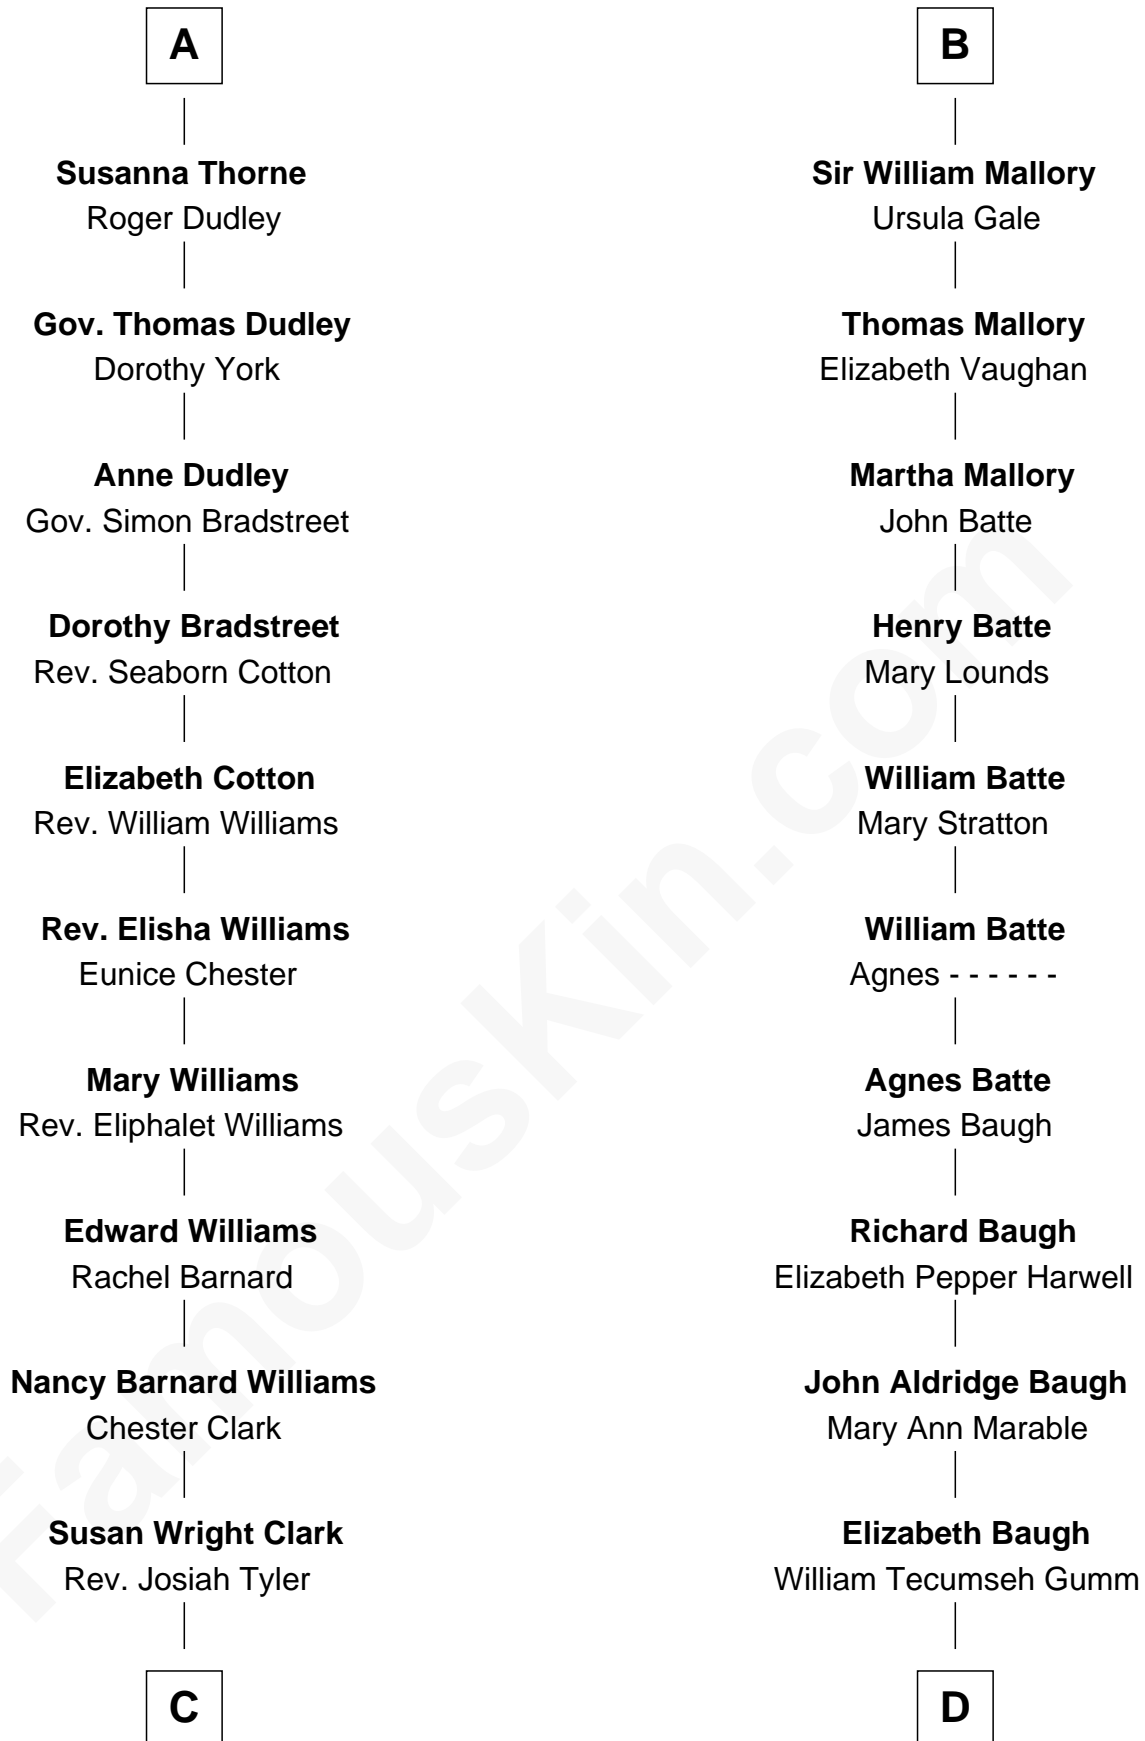 A
Susanna Thorne
Roger Dudley
Gov. Thomas Dudley
Dorothy York
Anne Dudley
Gov. Simon Bradstreet
Dorothy Bradstreet
Rev. Seaborn Cotton
Elizabeth Cotton
Rev. William Williams
Rev. Elisha Williams
Eunice Chester
Mary Williams
Rev. Eliphalet Williams
Edward Williams
Rachel Barnard
Nancy Barnard Williams
Chester Clark
Susan Wright Clark
Rev. Josiah Tyler
C
B
Sir William Mallory
Ursula Gale
Thomas Mallory
Elizabeth Vaughan
Martha Mallory
John Batte
Henry Batte
Mary Lounds
William Batte
Mary Stratton
William Batte
Agnes - - - - - -
Agnes Batte
James Baugh
Richard Baugh
Elizabeth Pepper Harwell
John Aldridge Baugh
Mary Ann Marable
Elizabeth Baugh
William Tecumseh Gumm
D
FamousKin.com